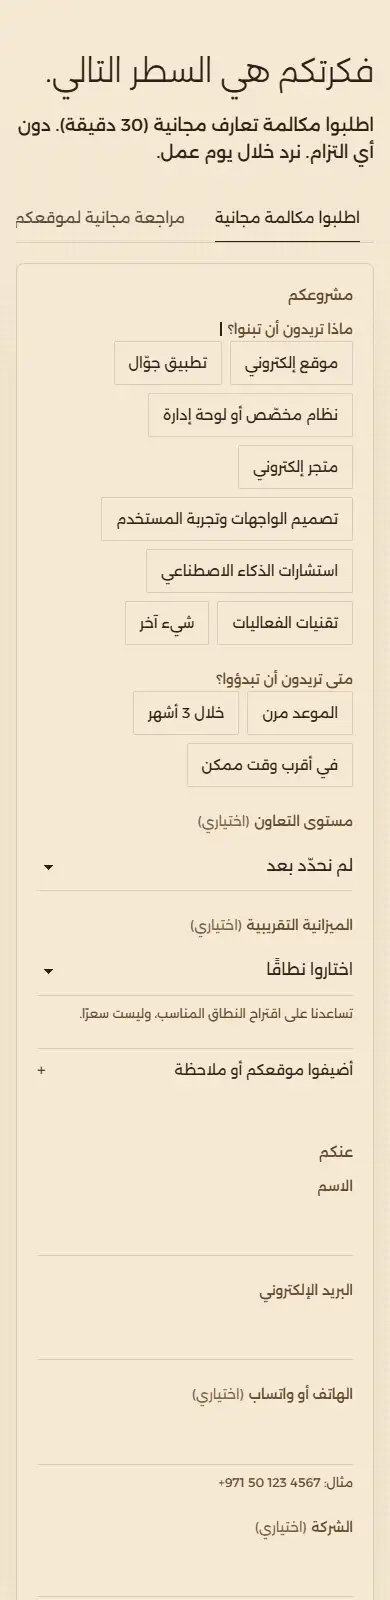 فكرتكم هي السطر التالي.
اطلبوا مكالمة تعارف مجانية (30 دقيقة). دون
أي التزام. نرد خلال يوم عمل.
اطلبوا مكالمة مجانية
مراجعة مجانية لموقعكم
مشروعكم
ماذا تريدون أن تبنوا؟
موقع إلكتروني
تطبيق جوّال
نظام مخصّص أو لوحة إدارة
متجر إلكتروني
تصميم الواجهات وتجربة المستخدم
استشارات الذكاء الاصطناعي
تقنيات الفعاليات
شيء آخر
متى تريدون أن تبدؤوا؟
الموعد مرن
خلال 3 أشهر
في أقرب وقت ممكن
مستوى التعاون (اختياري)
لم نحدّد بعد
الميزانية التقريبية (اختياري)
اختاروا نطاقًا
تساعدنا على اقتراح النطاق المناسب، وليست سعرًا.
أضيفوا موقعكم أو ملاحظة +
عنكم
الاسم
البريد الإلكتروني
الهاتف أو واتساب (اختياري)
مثال: 4567 123 50 971+
الشركة (اختياري)